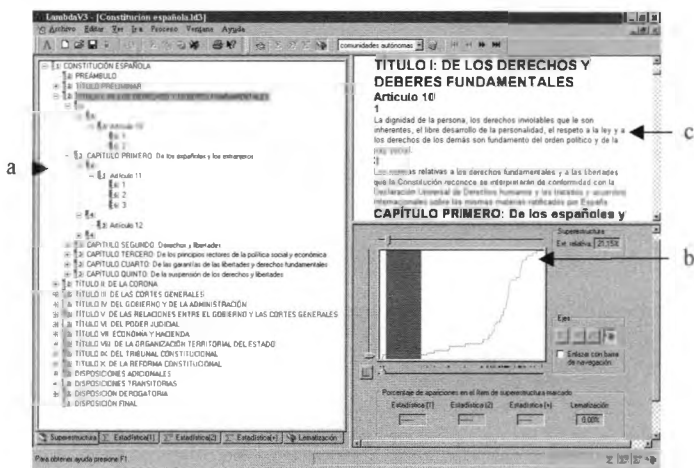 LambdaV3 - [Constitucion española.ld3]
Archivo Editar Ver Ira Proceso Ventana Ayuda
comunidades autónomas
CONSTITUCIÓN ESPAÑOLA
PREÁMBULO
TÍTULO PRELIMINAR
TÍTULO I: DE LOS DERECHOS Y DEBERES FUNDAMENTALES
Artículo 10
1
2
CAPÍTULO PRIMERO: De los españoles y los extranjeros
Artículo 11
1
2
3
Artículo 12
CAPÍTULO SEGUNDO: Derechos y libertades
CAPÍTULO TERCERO: De los principios rectores de la política social y económica
CAPÍTULO CUARTO: De las garantías de las libertades y derechos fundamentales
CAPÍTULO QUINTO: De la suspensión de los derechos y libertades
TÍTULO II: DE LA CORONA
TÍTULO III: DE LAS CORTES GENERALES
TÍTULO IV: DEL GOBIERNO Y DE LA ADMINISTRACIÓN
TÍTULO V: DE LAS RELACIONES ENTRE EL GOBIERNO Y LAS CORTES GENERALES
TÍTULO VI: DEL PODER JUDICIAL
TÍTULO VII: ECONOMÍA Y HACIENDA
TÍTULO VIII: DE LA ORGANIZACIÓN TERRITORIAL DEL ESTADO
TÍTULO IX: DEL TRIBUNAL CONSTITUCIONAL
TÍTULO X: DE LA REFORMA CONSTITUCIONAL
DISPOSICIONES ADICIONALES
DISPOSICIONES TRANSITORIAS
DISPOSICIÓN DEROGATORIA
DISPOSICIÓN FINAL
Superestructura Estadística(1) Estadística(2) Estadística(+) Lematización
Para obtener ayuda presione F1
a
TÍTULO I: DE LOS DERECHOS Y
DEBERES FUNDAMENTALES
Artículo 10
1
La dignidad de la persona, los derechos inviolables que le son
inherentes, el libre desarrollo de la personalidad, el respeto a la ley y a
los derechos de los demás son fundamento del orden político y de la
paz social.
Las normas relativas a los derechos fundamentales y a las libertades
que la Constitución reconoce se interpretarán de conformidad con la
Declaración Universal de Derechos humanos y los tratados y acuerdos
internacionales sobre las mismas materias ratificados por España
CAPÍTULO PRIMERO: De los españoles y
c
Superestructura
Ext. relativa: 21,15%
b
Ejes
Enlazar con barra
de navegación
Porcentaje de apariciones en el ítem de superestructura marcado
Estadística (1) Estadística (2) Estadística (+) Lematización
0.00%